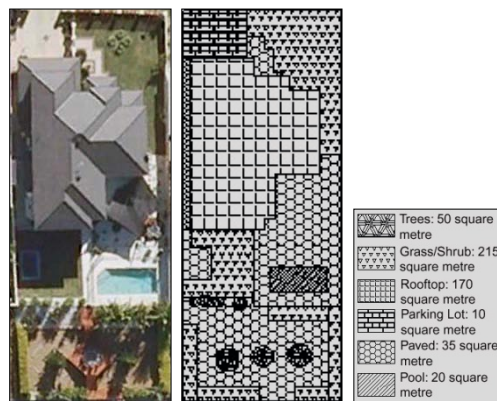 Trees: 50 square
metre
Grass/Shrub: 215
square metre
Rooftop: 170
square metre
Parking Lot: 10
square metre
Paved: 35 square
metre
Pool: 20 square
metre